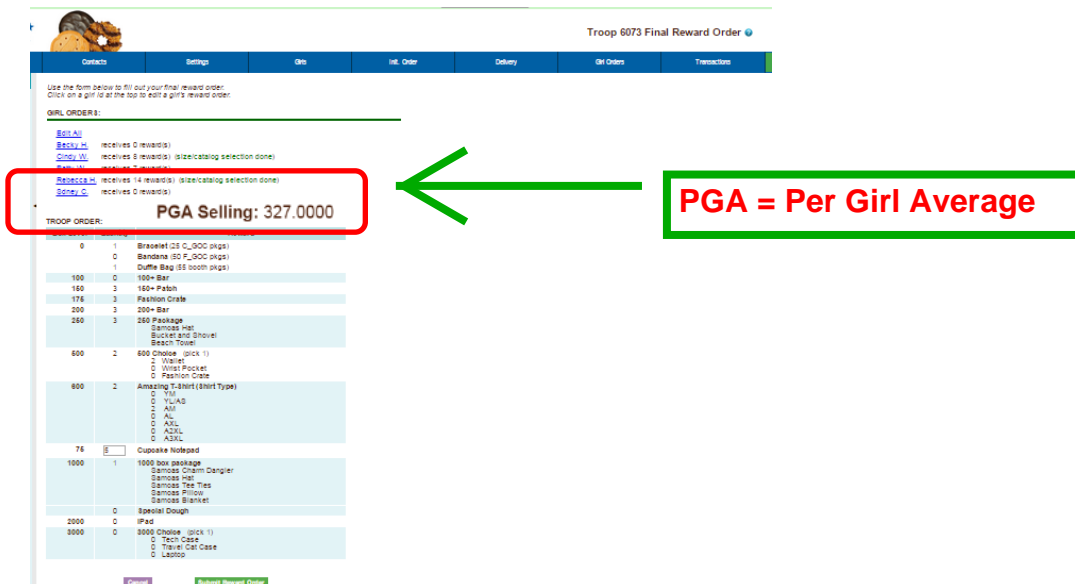 Troop 6073 Final Reward Order
Contacts Settings Girls Init. Order Delivery Girl Orders Transactions
Use the form below to fill out your final reward order.
Click on a girl id at the top to edit a girl's reward order.
GIRL ORDERS:
Edit All
Becky H. receives 0 reward(s)
Cindy W. receives 8 reward(s) (size/catalog selection done)
Rebecca H. receives 14 reward(s) (size/catalog selection done)
Sdney C. receives 0 reward(s)
PGA Selling: 327.0000
PGA = Per Girl Average
TROOP ORDER:
0 1 Bracelet (25 C_GOC pkgs)
0 Bandana (50 F_GOC pkgs)
1 Duffle Bag (55 booth pkgs)
100 0 100+ Bar
150 3 150+ Patch
175 3 Fashion Crate
200 3 200+ Bar
250 3 250 Package
Samoas Hat
Bucket and Shovel
Beach Towel
500 2 500 Choice (pick 1)
2 Wallet
0 Wrist Pocket
0 Fashion Crate
600 2 Amazing T-Shirt (Shirt Type)
0 YM
0 YL/AS
2 AM
0 AL
0 AXL
0 A2XL
0 A3XL
75 5 Cupcake Notepad
1000 1 1000 box package
Samoas Charm Dangler
Samoas Hat
Samoas Tee Ties
Samoas Pillow
Samoas Blanket
0 Special Dough
2000 0 iPad
3000 0 3000 Choice (pick 1)
0 Tech Case
0 Travel Cat Case
0 Laptop
Cancel Submit Reward Order